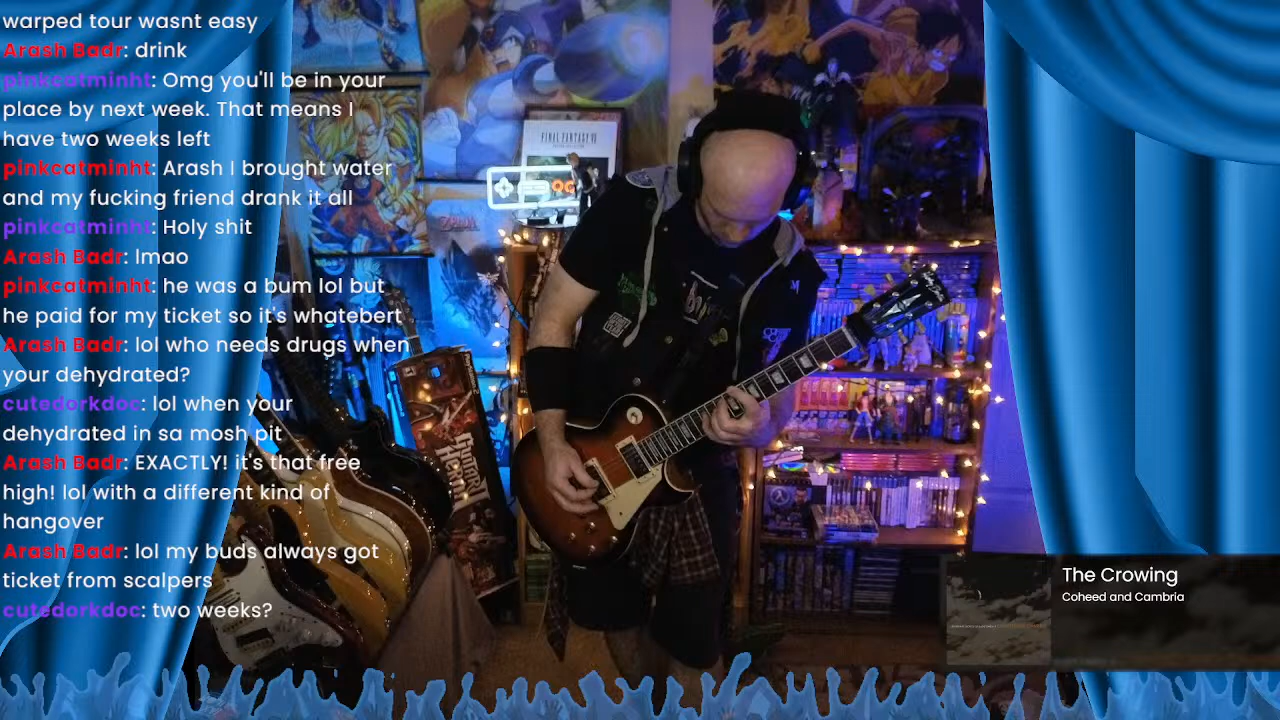 warped tour wasnt easy
Arash Badr: drink
pinkcatminht: Omg you'll be in your
place by next week. That means I
have two weeks left
pinkcatminht: Arash I brought water
and my fucking friend drank it all
pinkcatminht: Holy shit
Arash Badr: lmao
pinkcatminht: he was a bum lol but
he paid for my ticket so it's whatebert
Arash Badr: lol who needs drugs when
your dehydrated?
cutedorkdoc: lol when your
dehydrated in sa mosh pit
Arash Badr: EXACTLY! it's that free
high! lol with a different kind of
hangover
Arash Badr: lol my buds always got
ticket from scalpers
cutedorkdoc: two weeks?
FINAL FANTASY VII
ZELDA
GUITAR HERO
The Crowing
Coheed and Cambria